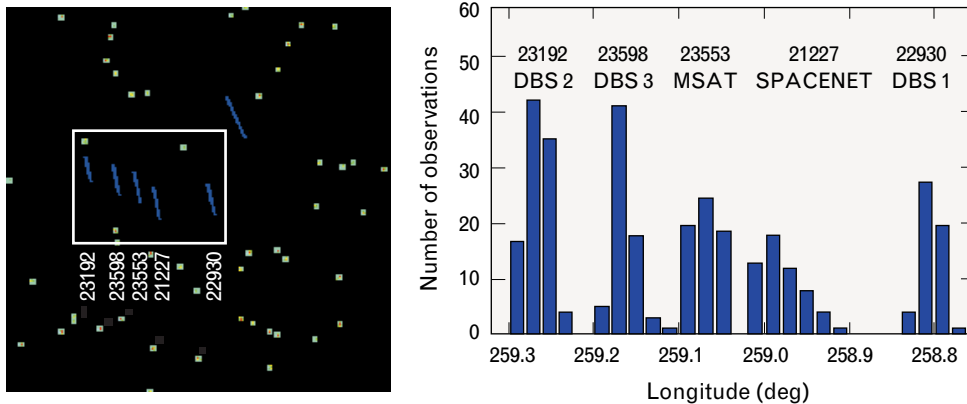 23192
23598
23553
21227
22930
60
50
40
30
20
10
0
Number of observations
23192 23598 23553 21227 22930
DBS 2 DBS 3 MSAT SPACENET DBS 1
259.3 259.2 259.1 259.0 258.9 258.8
Longitude (deg)